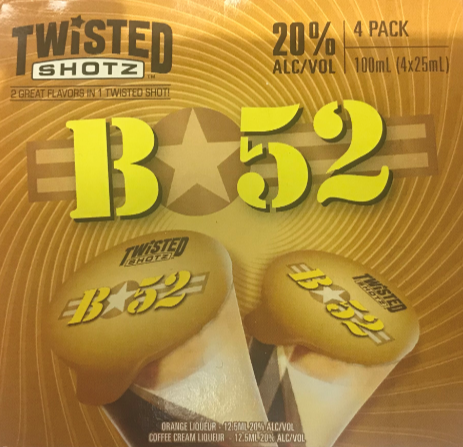 TWiSTED
SHOTZ™
2 GREAT FLAVORS IN 1 TWISTED SHOT!
20%
ALC/VOL
4 PACK
100mL (4x25mL)
B 52
TWiSTED
SHOTZ
B 52
TWiSTED
SHOTZ
B 52
ORANGE LIQUEUR - 12.5ML 20% ALC/VOL
COFFEE CREAM LIQUEUR - 12.5ML 20% ALC/VOL